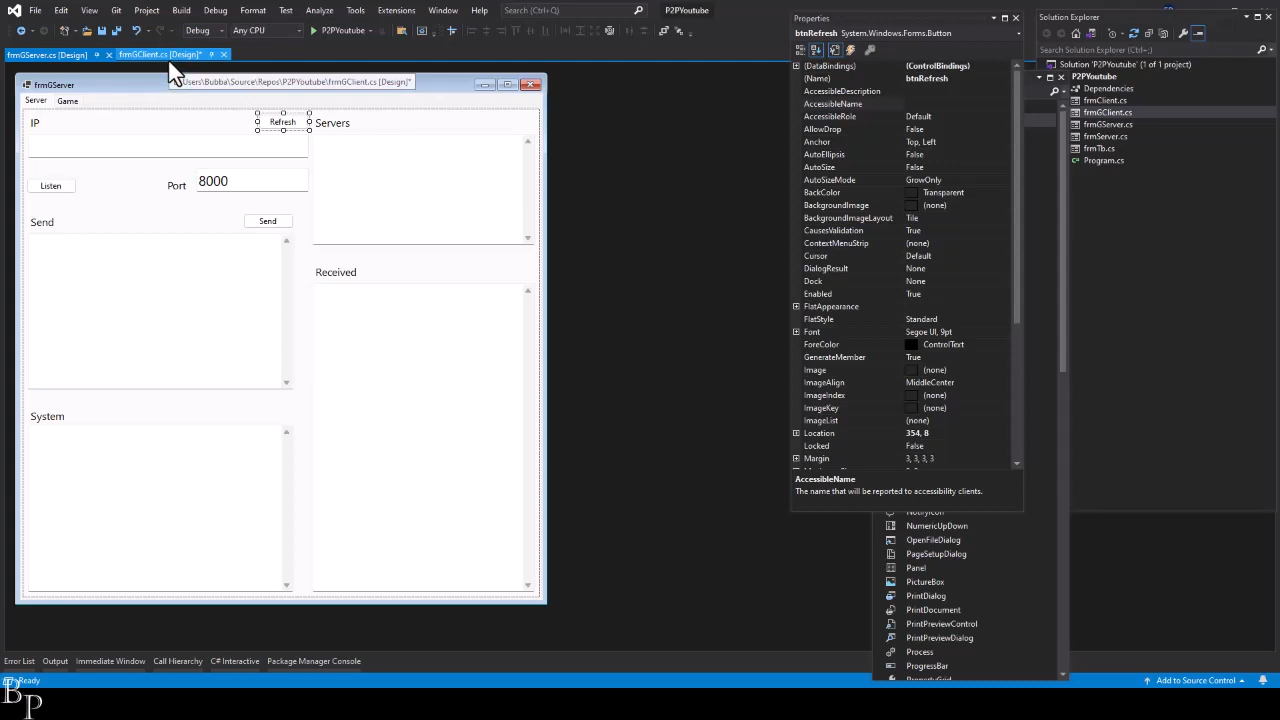 File Edit View Git Project Build Debug Format Test Analyze Tools Extensions Window Help Search (Ctrl+Q) P2PYoutube
Debug Any CPU P2PYoutube
frmGServer.cs [Design] frmGClient.cs [Design]*
s\Bubba\Source\Repos\P2PYoutube\frmGClient.cs [Design]*
frmGServer
Server Game
IP Refresh Servers
Listen Port 8000
Send Send
Received
System
Properties
btnRefresh System.Windows.Forms.Button
(DataBindings) (ControlBindings)
(Name) btnRefresh
AccessibleDescription
AccessibleName
AccessibleRole Default
AllowDrop False
Anchor Top, Left
AutoEllipsis False
AutoSize False
AutoSizeMode GrowOnly
BackColor Transparent
BackgroundImage (none)
BackgroundImageLayout Tile
CausesValidation True
ContextMenuStrip (none)
Cursor Default
DialogResult None
Dock None
Enabled True
FlatAppearance
FlatStyle Standard
Font Segoe UI, 9pt
ForeColor ControlText
GenerateMember True
Image (none)
ImageAlign MiddleCenter
ImageIndex (none)
ImageKey (none)
ImageList (none)
Location 354, 8
Locked False
Margin 3, 3, 3, 3
AccessibleName
The name that will be reported to accessibility clients.
Solution Explorer
Search Solution Explorer (Ctrl+;)
Solution 'P2PYoutube' (1 of 1 project)
P2PYoutube
Dependencies
frmClient.cs
frmGClient.cs
frmGServer.cs
frmServer.cs
frmTb.cs
Program.cs
NotifyIcon
NumericUpDown
OpenFileDialog
PageSetupDialog
Panel
PictureBox
PrintDialog
PrintDocument
PrintPreviewControl
PrintPreviewDialog
Process
ProgressBar
PropertyGrid
Error List Output Immediate Window Call Hierarchy C# Interactive Package Manager Console
Ready Add to Source Control
B P